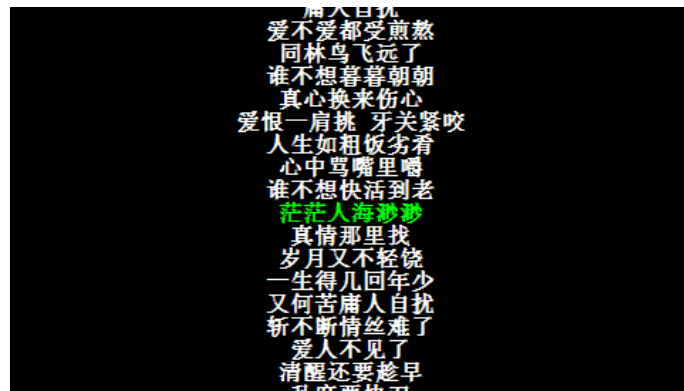 庸人自扰
爱不爱都受煎熬
同林鸟飞远了
谁不想暮暮朝朝
真心换来伤心
爱恨一肩挑 牙关紧咬
人生如粗饭劣肴
心中骂嘴里嚼
谁不想快活到老
茫茫人海渺渺
真情那里找
岁月又不轻饶
一生得几回年少
又何苦庸人自扰
斩不断情丝难了
爱人不见了
清醒还要趁早